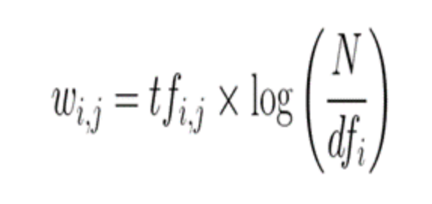 w_{i,j} = tf_{i,j} × log(N/df_i)